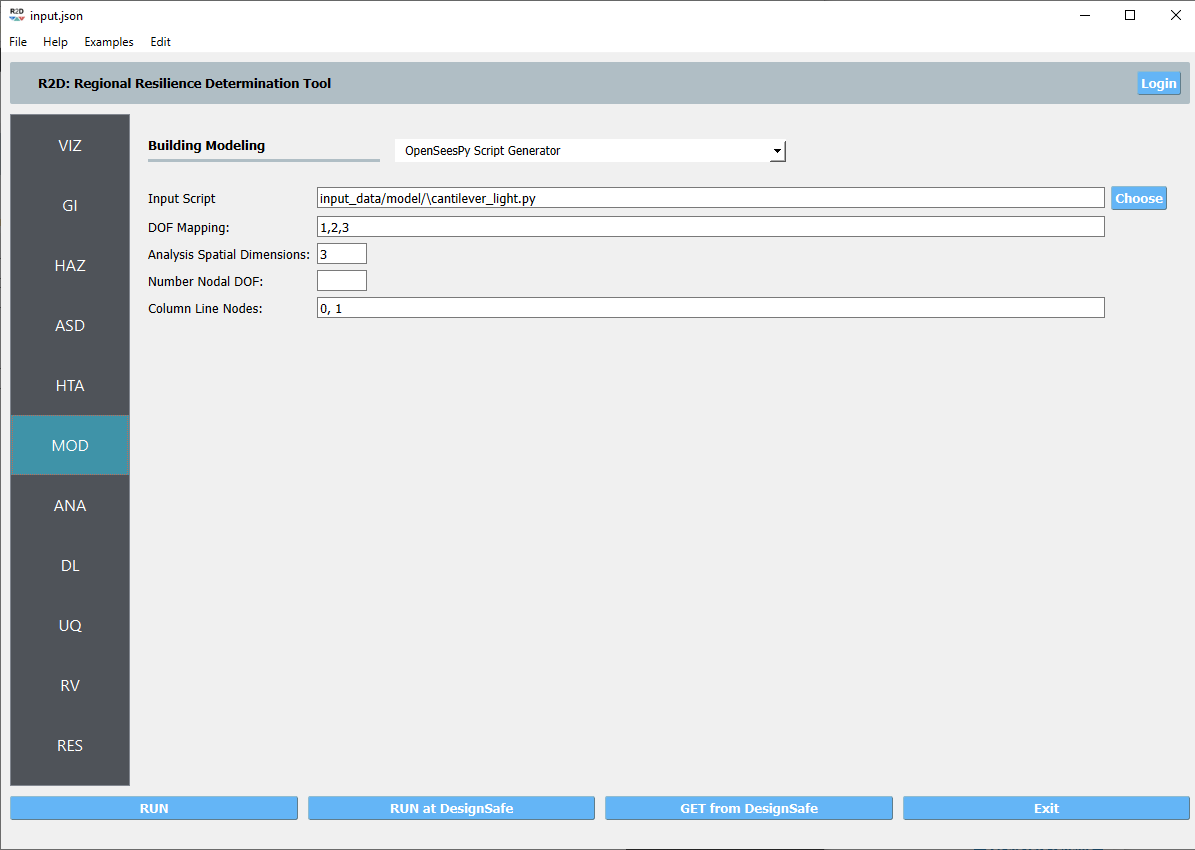 R2D input.json
File Help Examples Edit
R2D: Regional Resilience Determination Tool Login
VIZ
GI
HAZ
ASD
HTA
MOD
ANA
DL
UQ
RV
RES
Building Modeling OpenSeesPy Script Generator
Input Script input_data/model/\cantilever_light.py Choose
DOF Mapping: 1,2,3
Analysis Spatial Dimensions: 3
Number Nodal DOF:
Column Line Nodes: 0, 1
RUN RUN at DesignSafe GET from DesignSafe Exit